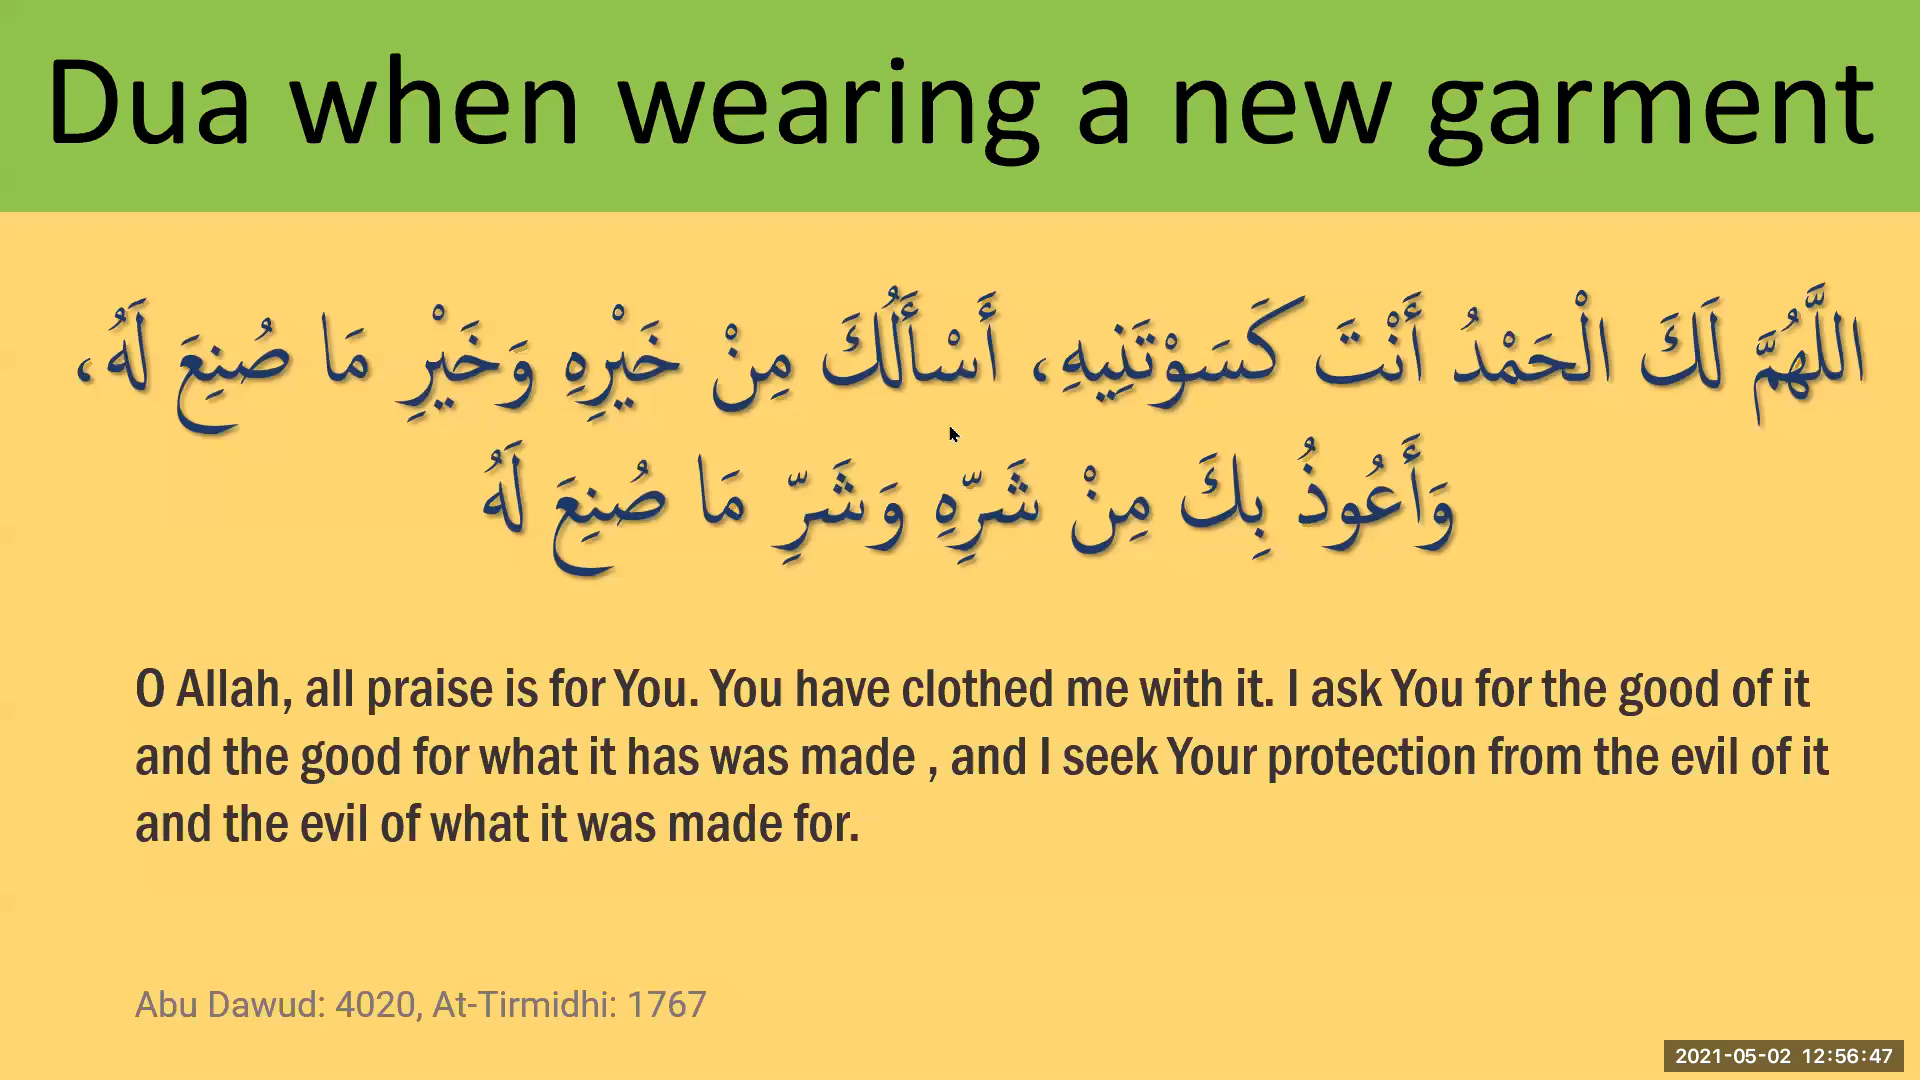 Dua when wearing a new garment
اللَّهُمَّ لَكَ الْحَمْدُ أَنْتَ كَسَوْتَنِيهِ، أَسْأَلُكَ مِنْ خَيْرِهِ وَخَيْرِ مَا صُنِعَ لَهُ،
وَأَعُوذُ بِكَ مِنْ شَرِّهِ وَشَرِّ مَا صُنِعَ لَهُ
O Allah, all praise is for You. You have clothed me with it. I ask You for the good of it
and the good for what it has was made , and I seek Your protection from the evil of it
and the evil of what it was made for.
Abu Dawud: 4020, At-Tirmidhi: 1767
2021-05-02 12:56:47